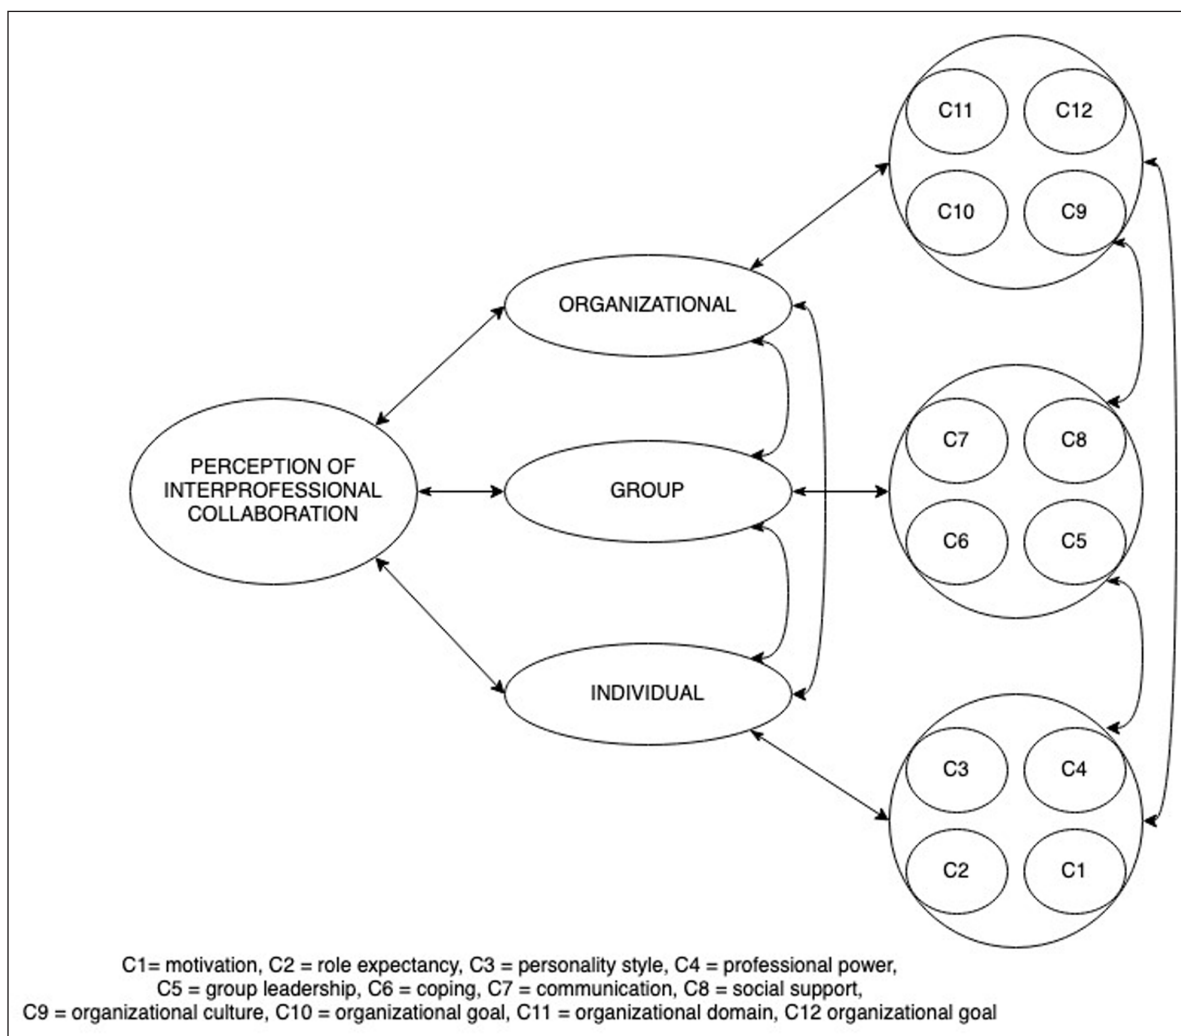 C11 C12
C10 C9
ORGANIZATIONAL
PERCEPTION OF
INTERPROFESSIONAL
COLLABORATION
GROUP
C7 C8
C6 C5
INDIVIDUAL
C3 C4
C2 C1
C1= motivation, C2 = role expectancy, C3 = personality style, C4 = professional power,
C5 = group leadership, C6 = coping, C7 = communication, C8 = social support,
C9 = organizational culture, C10 = organizational goal, C11 = organizational domain, C12 organizational goal